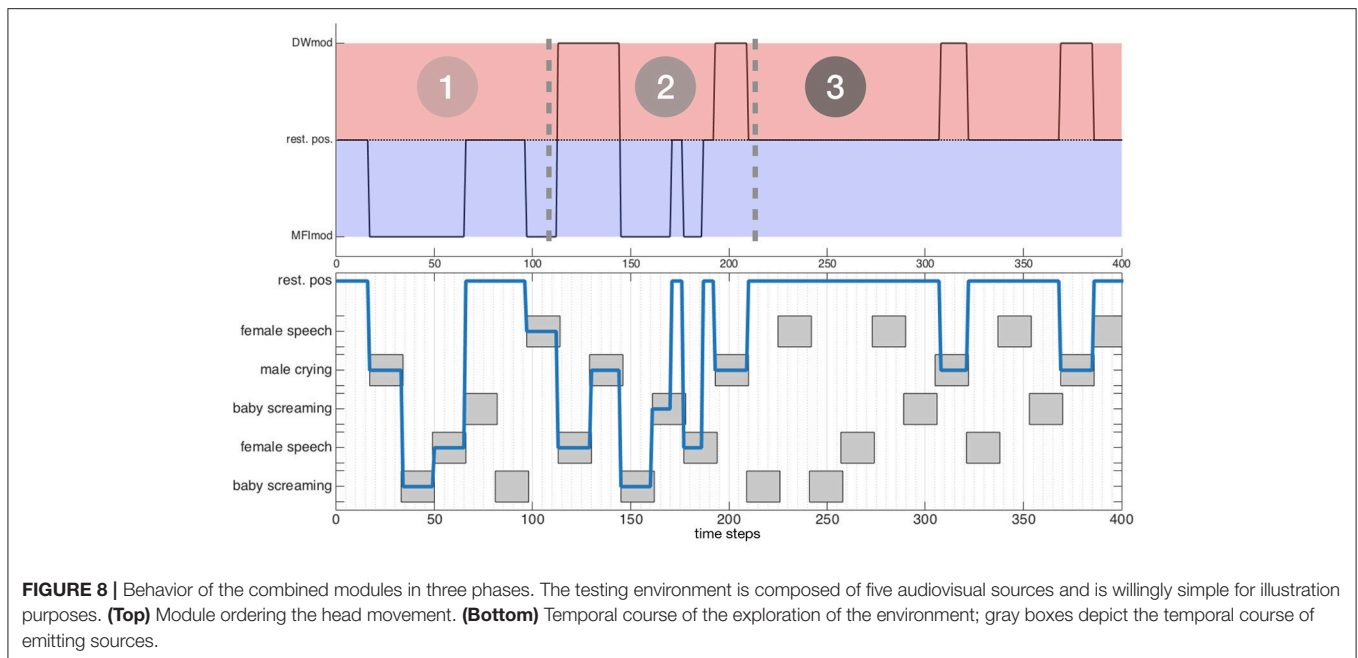 DWmod
1
2
3
rest. pos.
MFImod
0 50 100 150 200 250 300 350 400
rest. pos
female speech
male crying
baby screaming
female speech
baby screaming
0 50 100 150 200 250 300 350 400
time steps
FIGURE 8 | Behavior of the combined modules in three phases. The testing environment is composed of five audiovisual sources and is willingly simple for illustration
purposes. (Top) Module ordering the head movement. (Bottom) Temporal course of the exploration of the environment; gray boxes depict the temporal course of
emitting sources.